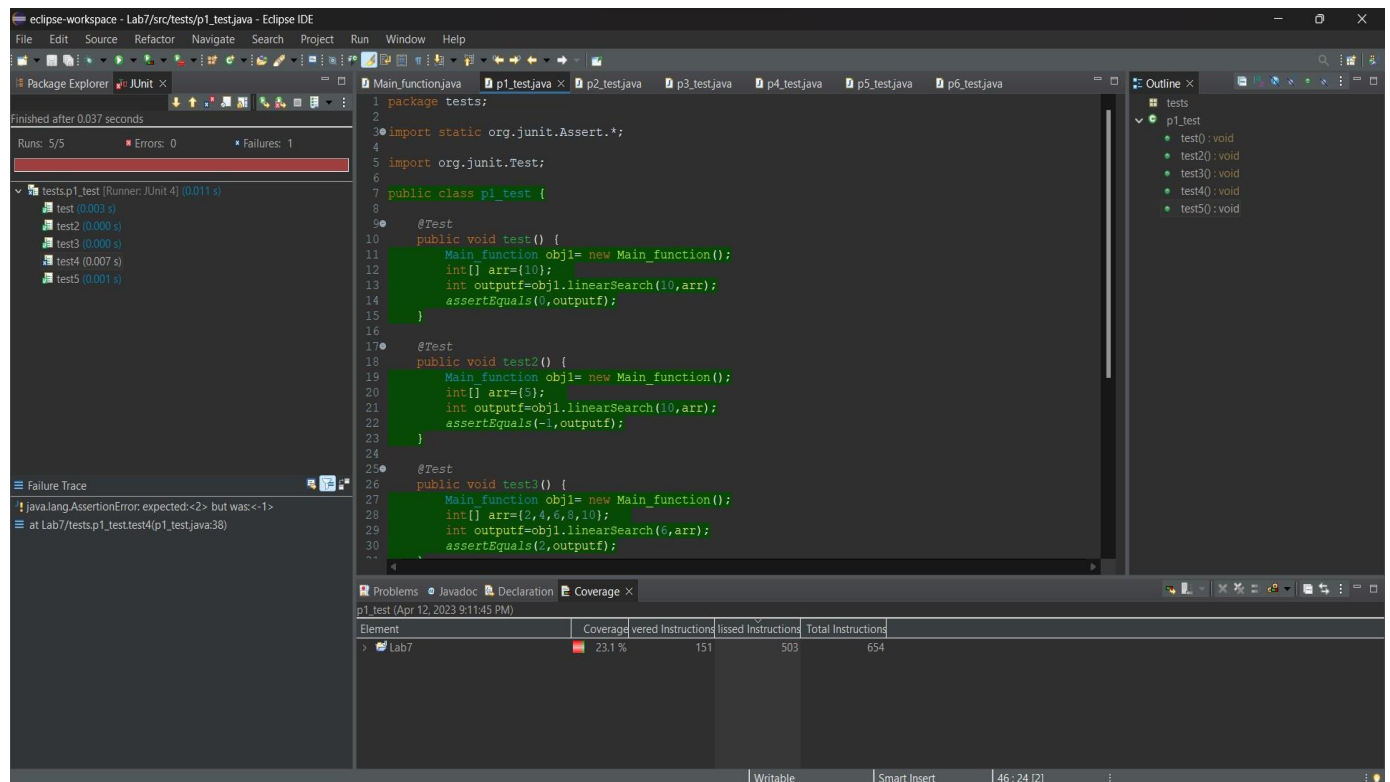 eclipse-workspace - Lab7/src/tests/p1_test.java - Eclipse IDE
File Edit Source Refactor Navigate Search Project Run Window Help
Package Explorer JUnit
Finished after 0.037 seconds
Runs: 5/5 Errors: 0 Failures: 1
tests.p1_test [Runner: JUnit 4] (0.011 s)
test (0.003 s)
test2 (0.000 s)
test3 (0.000 s)
test4 (0.007 s)
test5 (0.001 s)
Failure Trace
java.lang.AssertionError: expected:<2> but was:<-1>
at Lab7/tests.p1_test.test4(p1_test.java:38)
Main_function.java p1_test.java p2_test.java p3_test.java p4_test.java p5_test.java p6_test.java
1 package tests;
2
3 import static org.junit.Assert.*;
4
5 import org.junit.Test;
6
7 public class p1_test {
8
9 @Test
10 public void test() {
11 Main_function obj1= new Main_function();
12 int[] arr={10};
13 int outputf=obj1.linearSearch(10,arr);
14 assertEquals(0,outputf);
15 }
16
17 @Test
18 public void test2() {
19 Main_function obj1= new Main_function();
20 int[] arr={5};
21 int outputf=obj1.linearSearch(10,arr);
22 assertEquals(-1,outputf);
23 }
24
25 @Test
26 public void test3() {
27 Main_function obj1= new Main_function();
28 int[] arr={2,4,6,8,10};
29 int outputf=obj1.linearSearch(6,arr);
30 assertEquals(2,outputf);
Outline
tests
p1_test
test() : void
test2() : void
test3() : void
test4() : void
test5() : void
Problems Javadoc Declaration Coverage
p1_test (Apr 12, 2023 9:11:45 PM)
Element Coverage vered Instructions lissed Instructions Total Instructions
Lab7 23.1 % 151 503 654
Writable Smart Insert 46 : 24 [2]